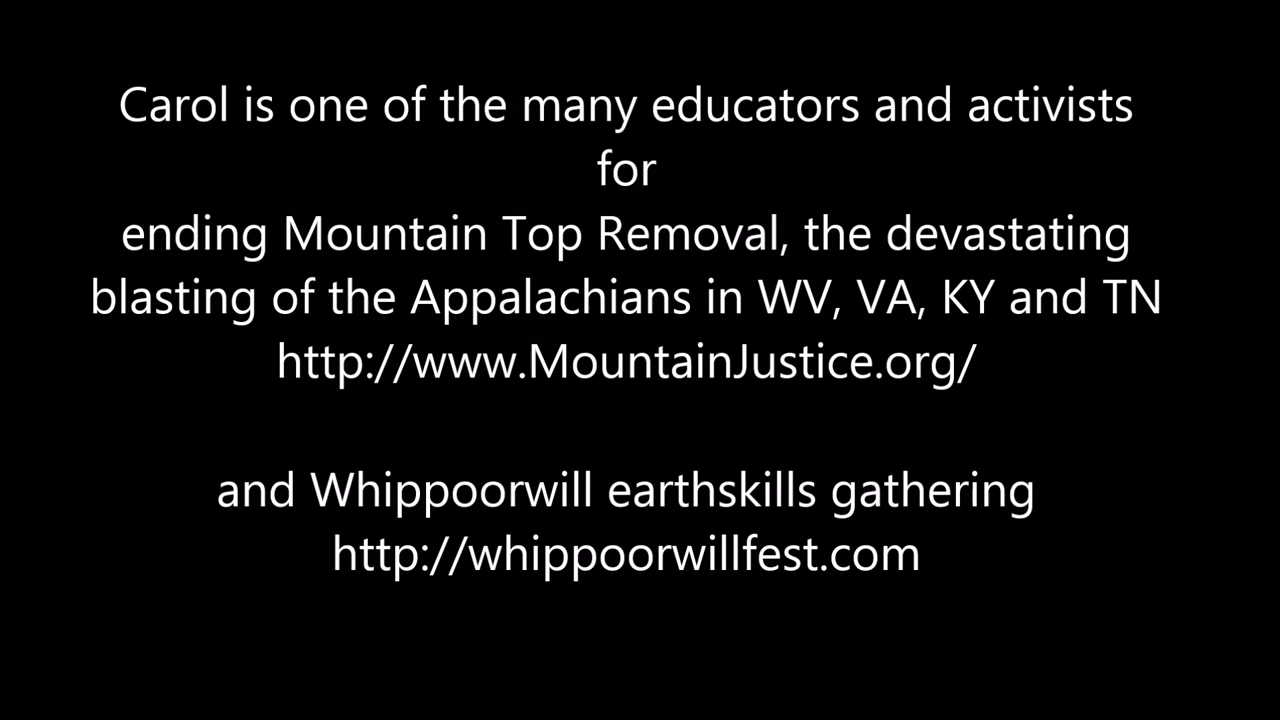 Carol is one of the many educators and activists
for
ending Mountain Top Removal, the devastating
blasting of the Appalachians in WV, VA, KY and TN
http://www.MountainJustice.org/
and Whippoorwill earthskills gathering
http://whippoorwillfest.com